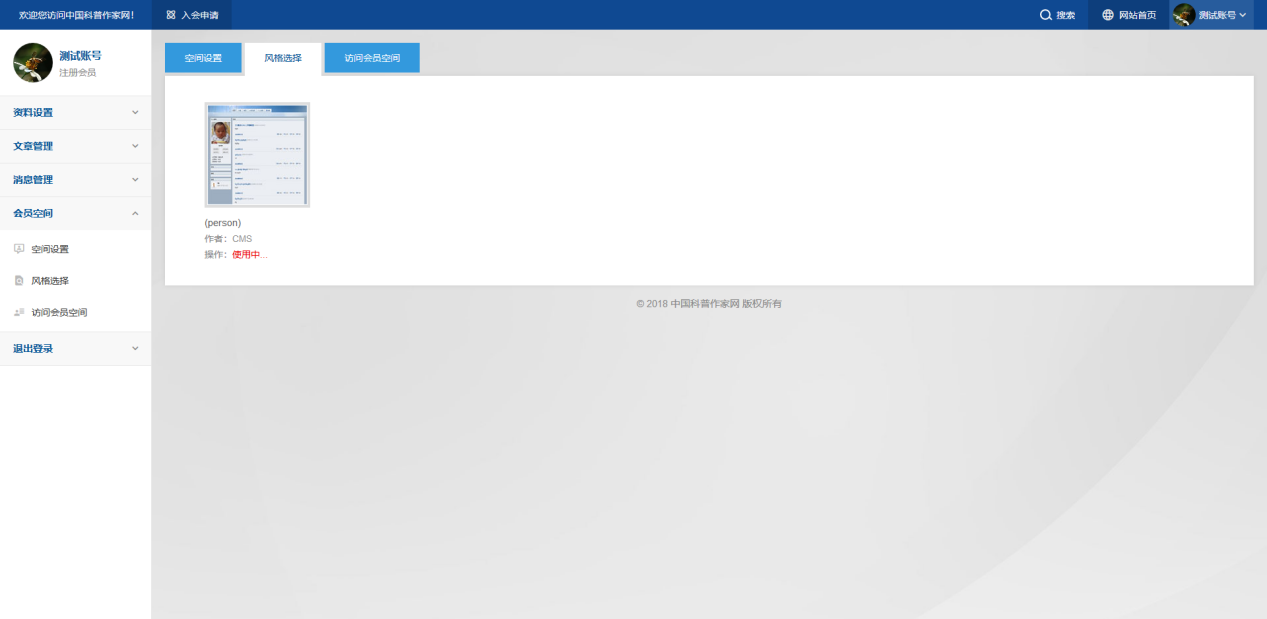 欢迎您访问中国科普作家网！
入会申请
搜索
网站首页
测试账号
测试账号
注册会员
资料设置
文章管理
消息管理
会员空间
空间设置
风格选择
访问会员空间
退出登录
空间设置
风格选择
访问会员空间
(person)
作者：CMS
操作：使用中...
© 2018 中国科普作家网 版权所有